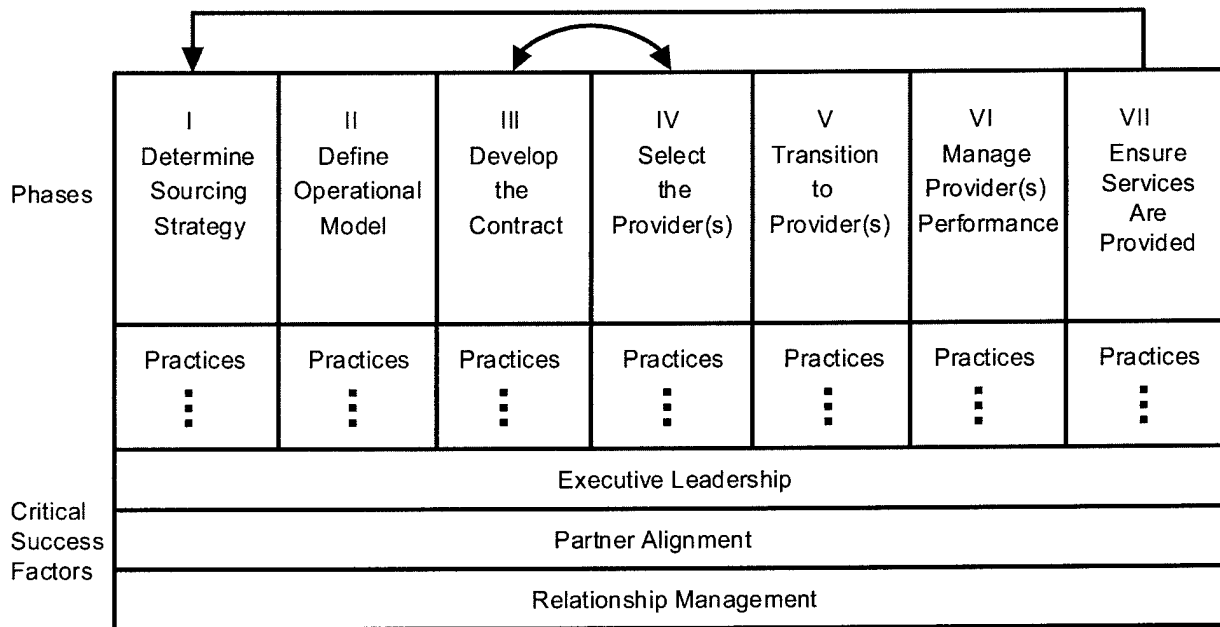 Phases
I
Determine
Sourcing
Strategy
II
Define
Operational
Model
III
Develop
the
Contract
IV
Select
the
Provider(s)
V
Transition
to
Provider(s)
VI
Manage
Provider(s)
Performance
VII
Ensure
Services
Are
Provided
Practices
Practices
Practices
Practices
Practices
Practices
Practices
Critical
Success
Factors
Executive Leadership
Partner Alignment
Relationship Management